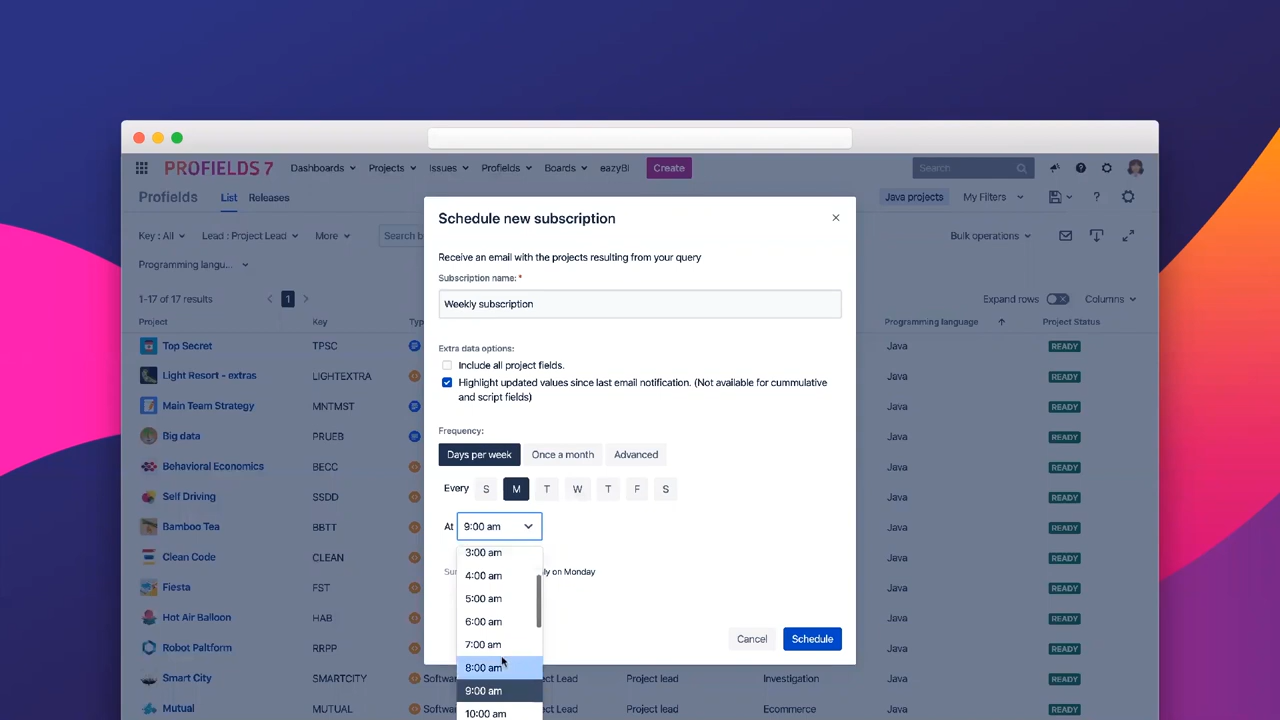 PROFIELDS 7 Dashboards Projects Issues Profields Boards eazyBI Create Search
Profields List Releases Java projects My Filters ?
Schedule new subscription
Key : All Lead : Project Lead More Search b Bulk operations
Receive an email with the projects resulting from your query
Programming langu...
Subscription name: *
1-17 of 17 results 1 Expand rows Columns
Weekly subscription
Project Key Programming language Project Status
Top Secret TPSC Java READY
Extra data options:
Include all project fields.
Light Resort - extras LIGHTEXTRA Java READY
Highlight updated values since last email notification. (Not available for cummulative
and script fields)
Main Team Strategy MNTMST Java READY
Frequency:
Big data PRUEB Java READY
Days per week Once a month Advanced
Behavioral Economics BECC Java READY
Every S M T W T F S
Self Driving SSDD Java READY
At 9:00 am
Bamboo Tea BBTT Java READY
3:00 am
Clean Code CLEAN Java READY
on Monday
4:00 am
Fiesta FST Java READY
5:00 am
Hot Air Balloon HAB Java READY
6:00 am
7:00 am
Cancel Schedule
Robot Paltform RRPP Java READY
8:00 am
Smart City SMARTCITY Project lead Investigation READY
9:00 am
Mutual MUTUAL Project lead Ecommerce READY
10:00 am